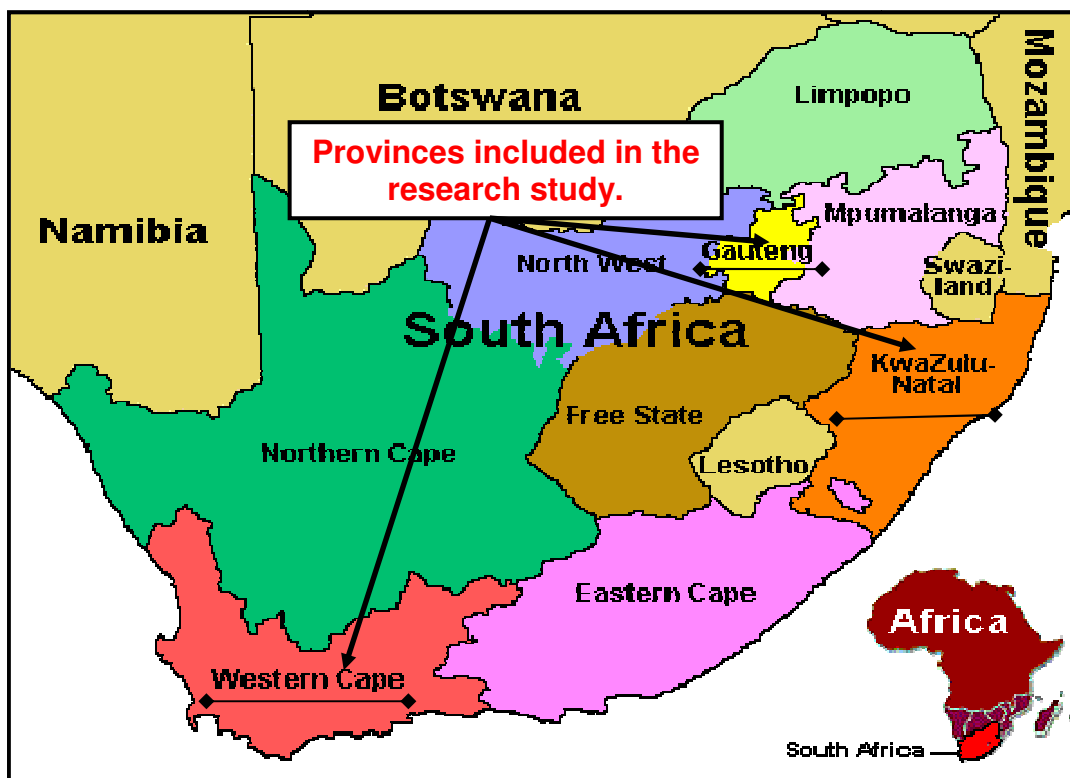 Mozambique
Limpopo
Botswana
Provinces included in the
research study.
Namibia
Mpumalanga
Gauteng
North West
Swazi-
land
South Africa
KwaZulu-
Natal
Free State
Northern Cape
Lesotho
Eastern Cape
Africa
Western Cape
South Africa